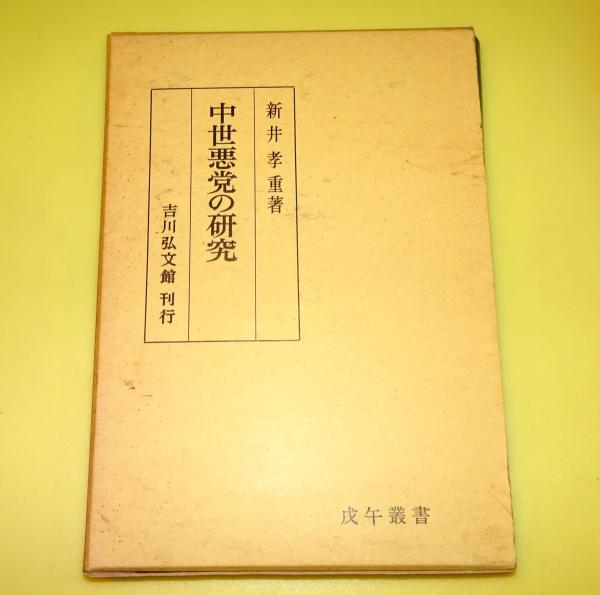 新井孝重著
中世悪党の研究
吉川弘文館 刊行
戊午叢書